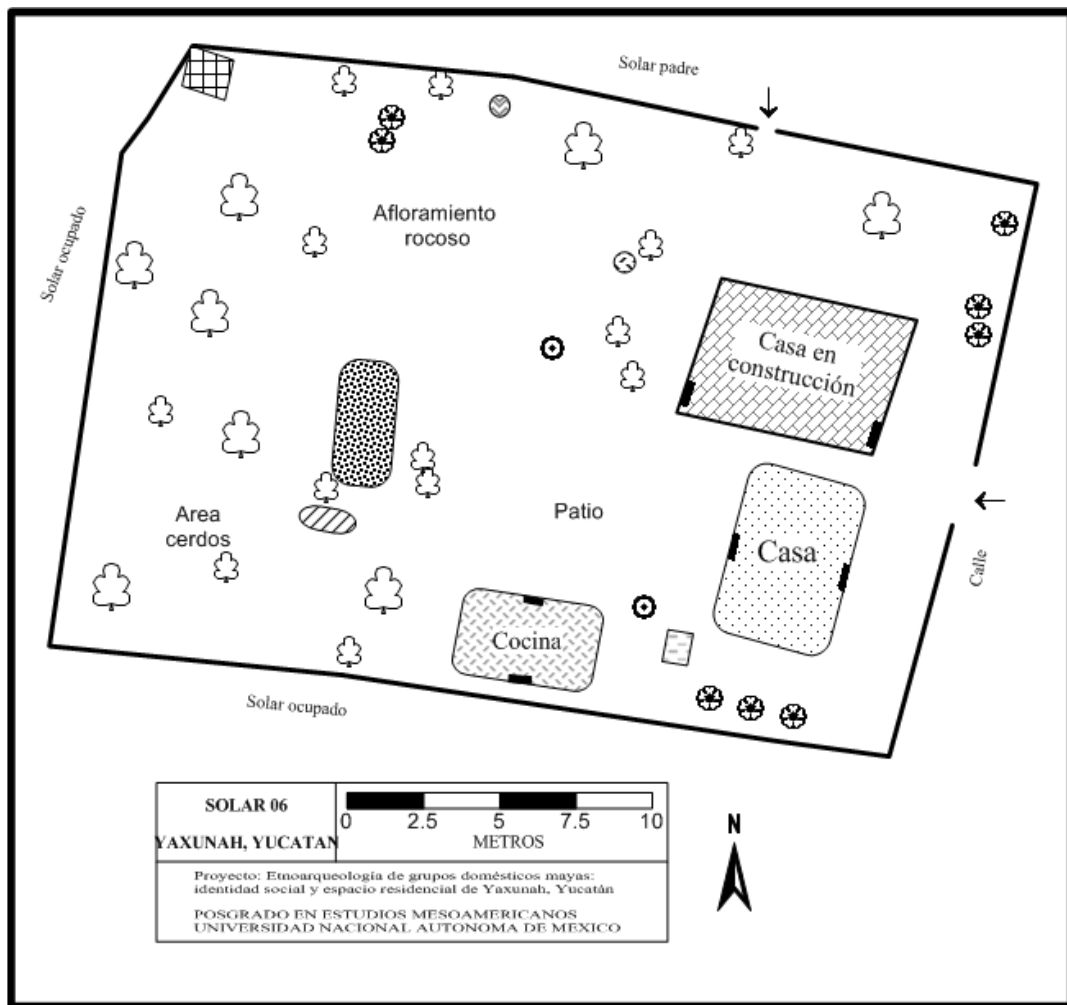 Solar padre
Afloramiento
rocoso
Solar ocupado
Casa en
construcción
Area
cerdos
Patio
Casa
Calle
Cocina
Solar ocupado
SOLAR 06
YAXUNAH, YUCATAN
0 2.5 5 7.5 10
METROS
N
Proyecto: Etnoarqueología de grupos domésticos mayas:
identidad social y espacio residencial de Yaxunah, Yucatán
POSGRADO EN ESTUDIOS MESOAMERICANOS
UNIVERSIDAD NACIONAL AUTONOMA DE MEXICO